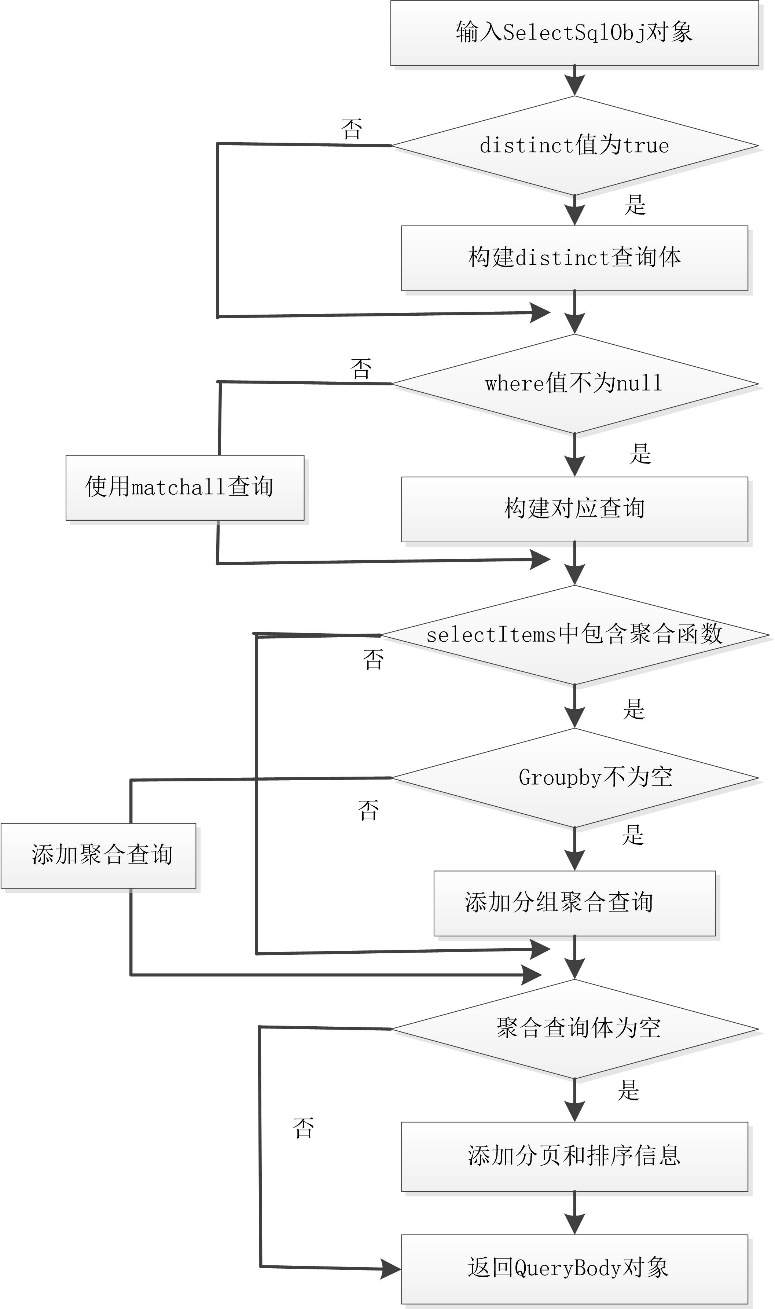 输入SelectSqlObj对象
否
distinct值为true
是
构建distinct查询体
否
where值不为null
是
使用matchall查询
构建对应查询
selectItems中包含聚合函数
否
是
Groupby不为空
否
是
添加聚合查询
添加分组聚合查询
聚合查询体为空
是
否
添加分页和排序信息
返回QueryBody对象